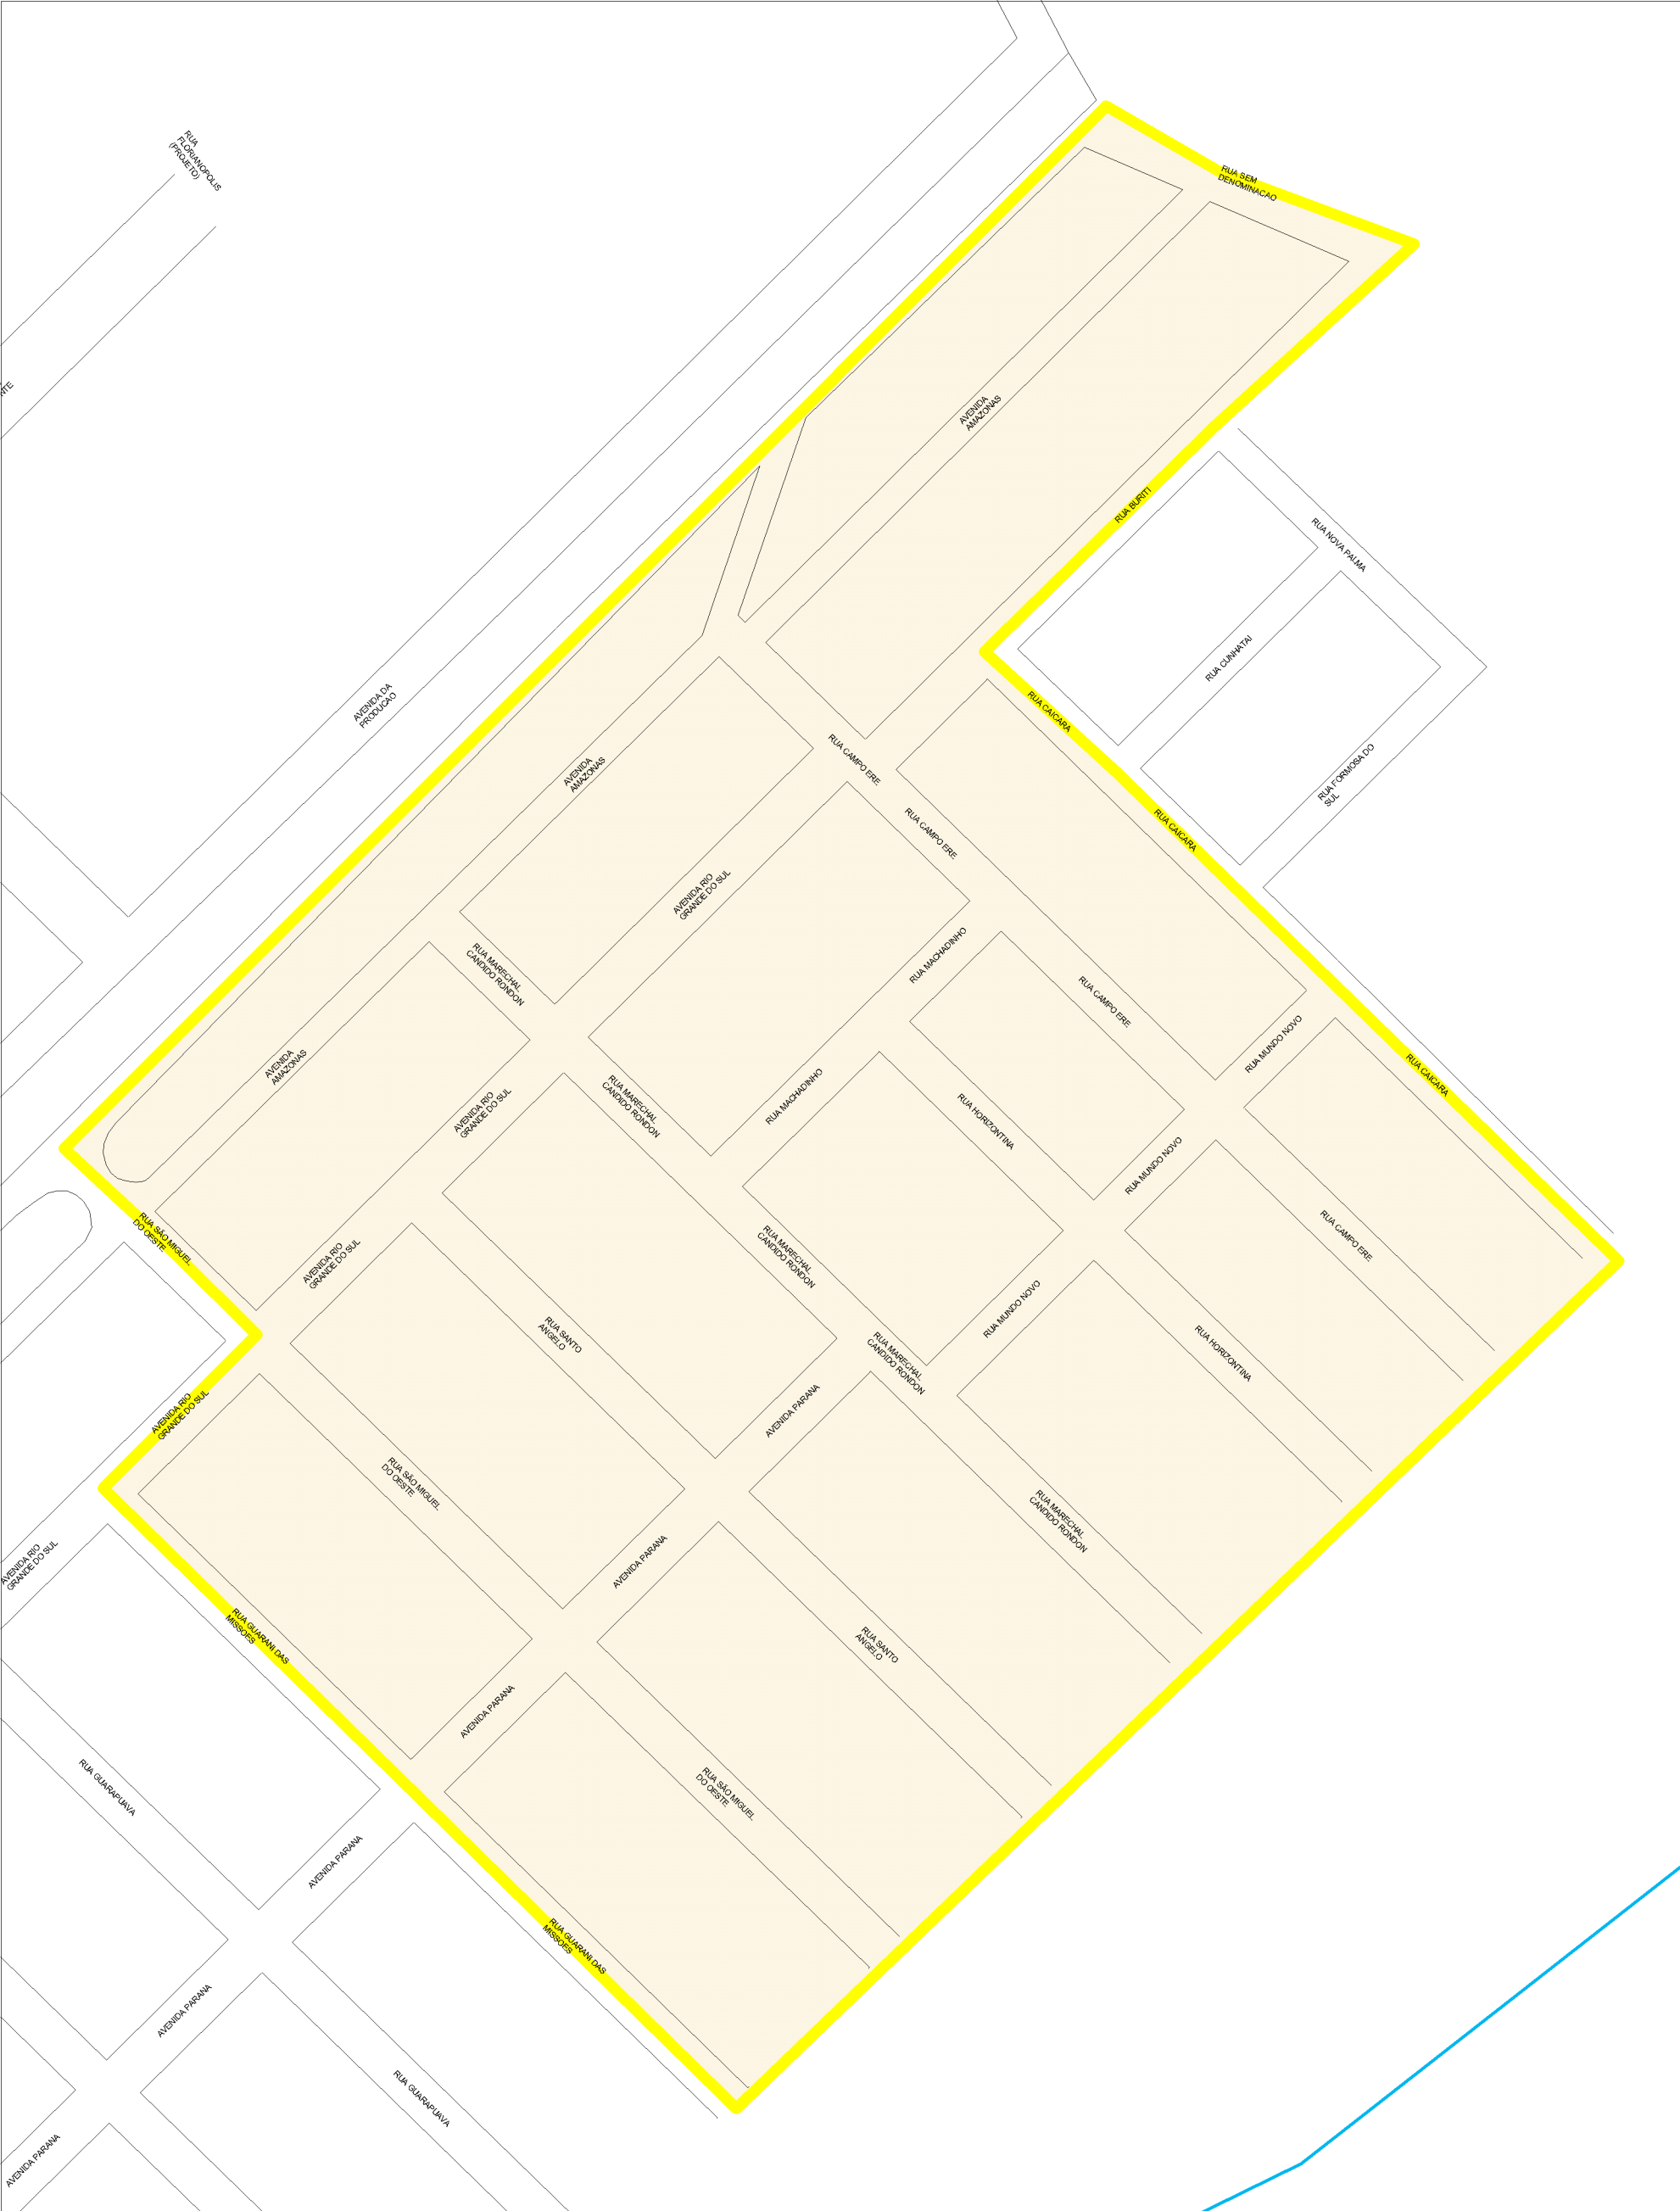 RUA
FLORIANOPOLIS
(PROJETO)
RUA SEM
DENOMINACAO
NTE
AVENIDA
AMAZONAS
RUA BURITI
RUA NOVA PALMA
RUA CUNHATAI
AVENIDA DA
PRODUCAO
RUA CAICARA
RUA CAMPO ERE
AVENIDA
AMAZONAS
RUA FORMOSA DO
SUL
RUA CAICARA
RUA CAMPO ERE
AVENIDA RIO
GRANDE DO SUL
RUA MACHADINHO
RUA MARECHAL
CANDIDO RONDON
RUA CAMPO ERE
RUA MUNDO NOVO
AVENIDA
AMAZONAS
RUA CAICARA
AVENIDA RIO
GRANDE DO SUL
RUA MARECHAL
CANDIDO RONDON
RUA MACHADINHO
RUA HORIZONTINA
RUA MUNDO NOVO
RUA SÃO MIGUEL
DO OESTE
AVENIDA RIO
GRANDE DO SUL
RUA MARECHAL
CANDIDO RONDON
RUA CAMPO ERE
RUA MUNDO NOVO
RUA SANTO
ANGELO
RUA MARECHAL
CANDIDO RONDON
RUA HORIZONTINA
AVENIDA RIO
GRANDE DO SUL
AVENIDA PARANA
RUA SÃO MIGUEL
DO OESTE
RUA MARECHAL
CANDIDO RONDON
AVENIDA RIO
GRANDE DO SUL
AVENIDA PARANA
RUA GUARANI DAS
MISSOES
RUA SANTO
ANGELO
AVENIDA PARANA
RUA GUARAPUAVA
RUA SÃO MIGUEL
DO OESTE
AVENIDA PARANA
RUA GUARANI DAS
MISSOES
AVENIDA PARANA
RUA GUARAPUAVA
AVENIDA PARANA